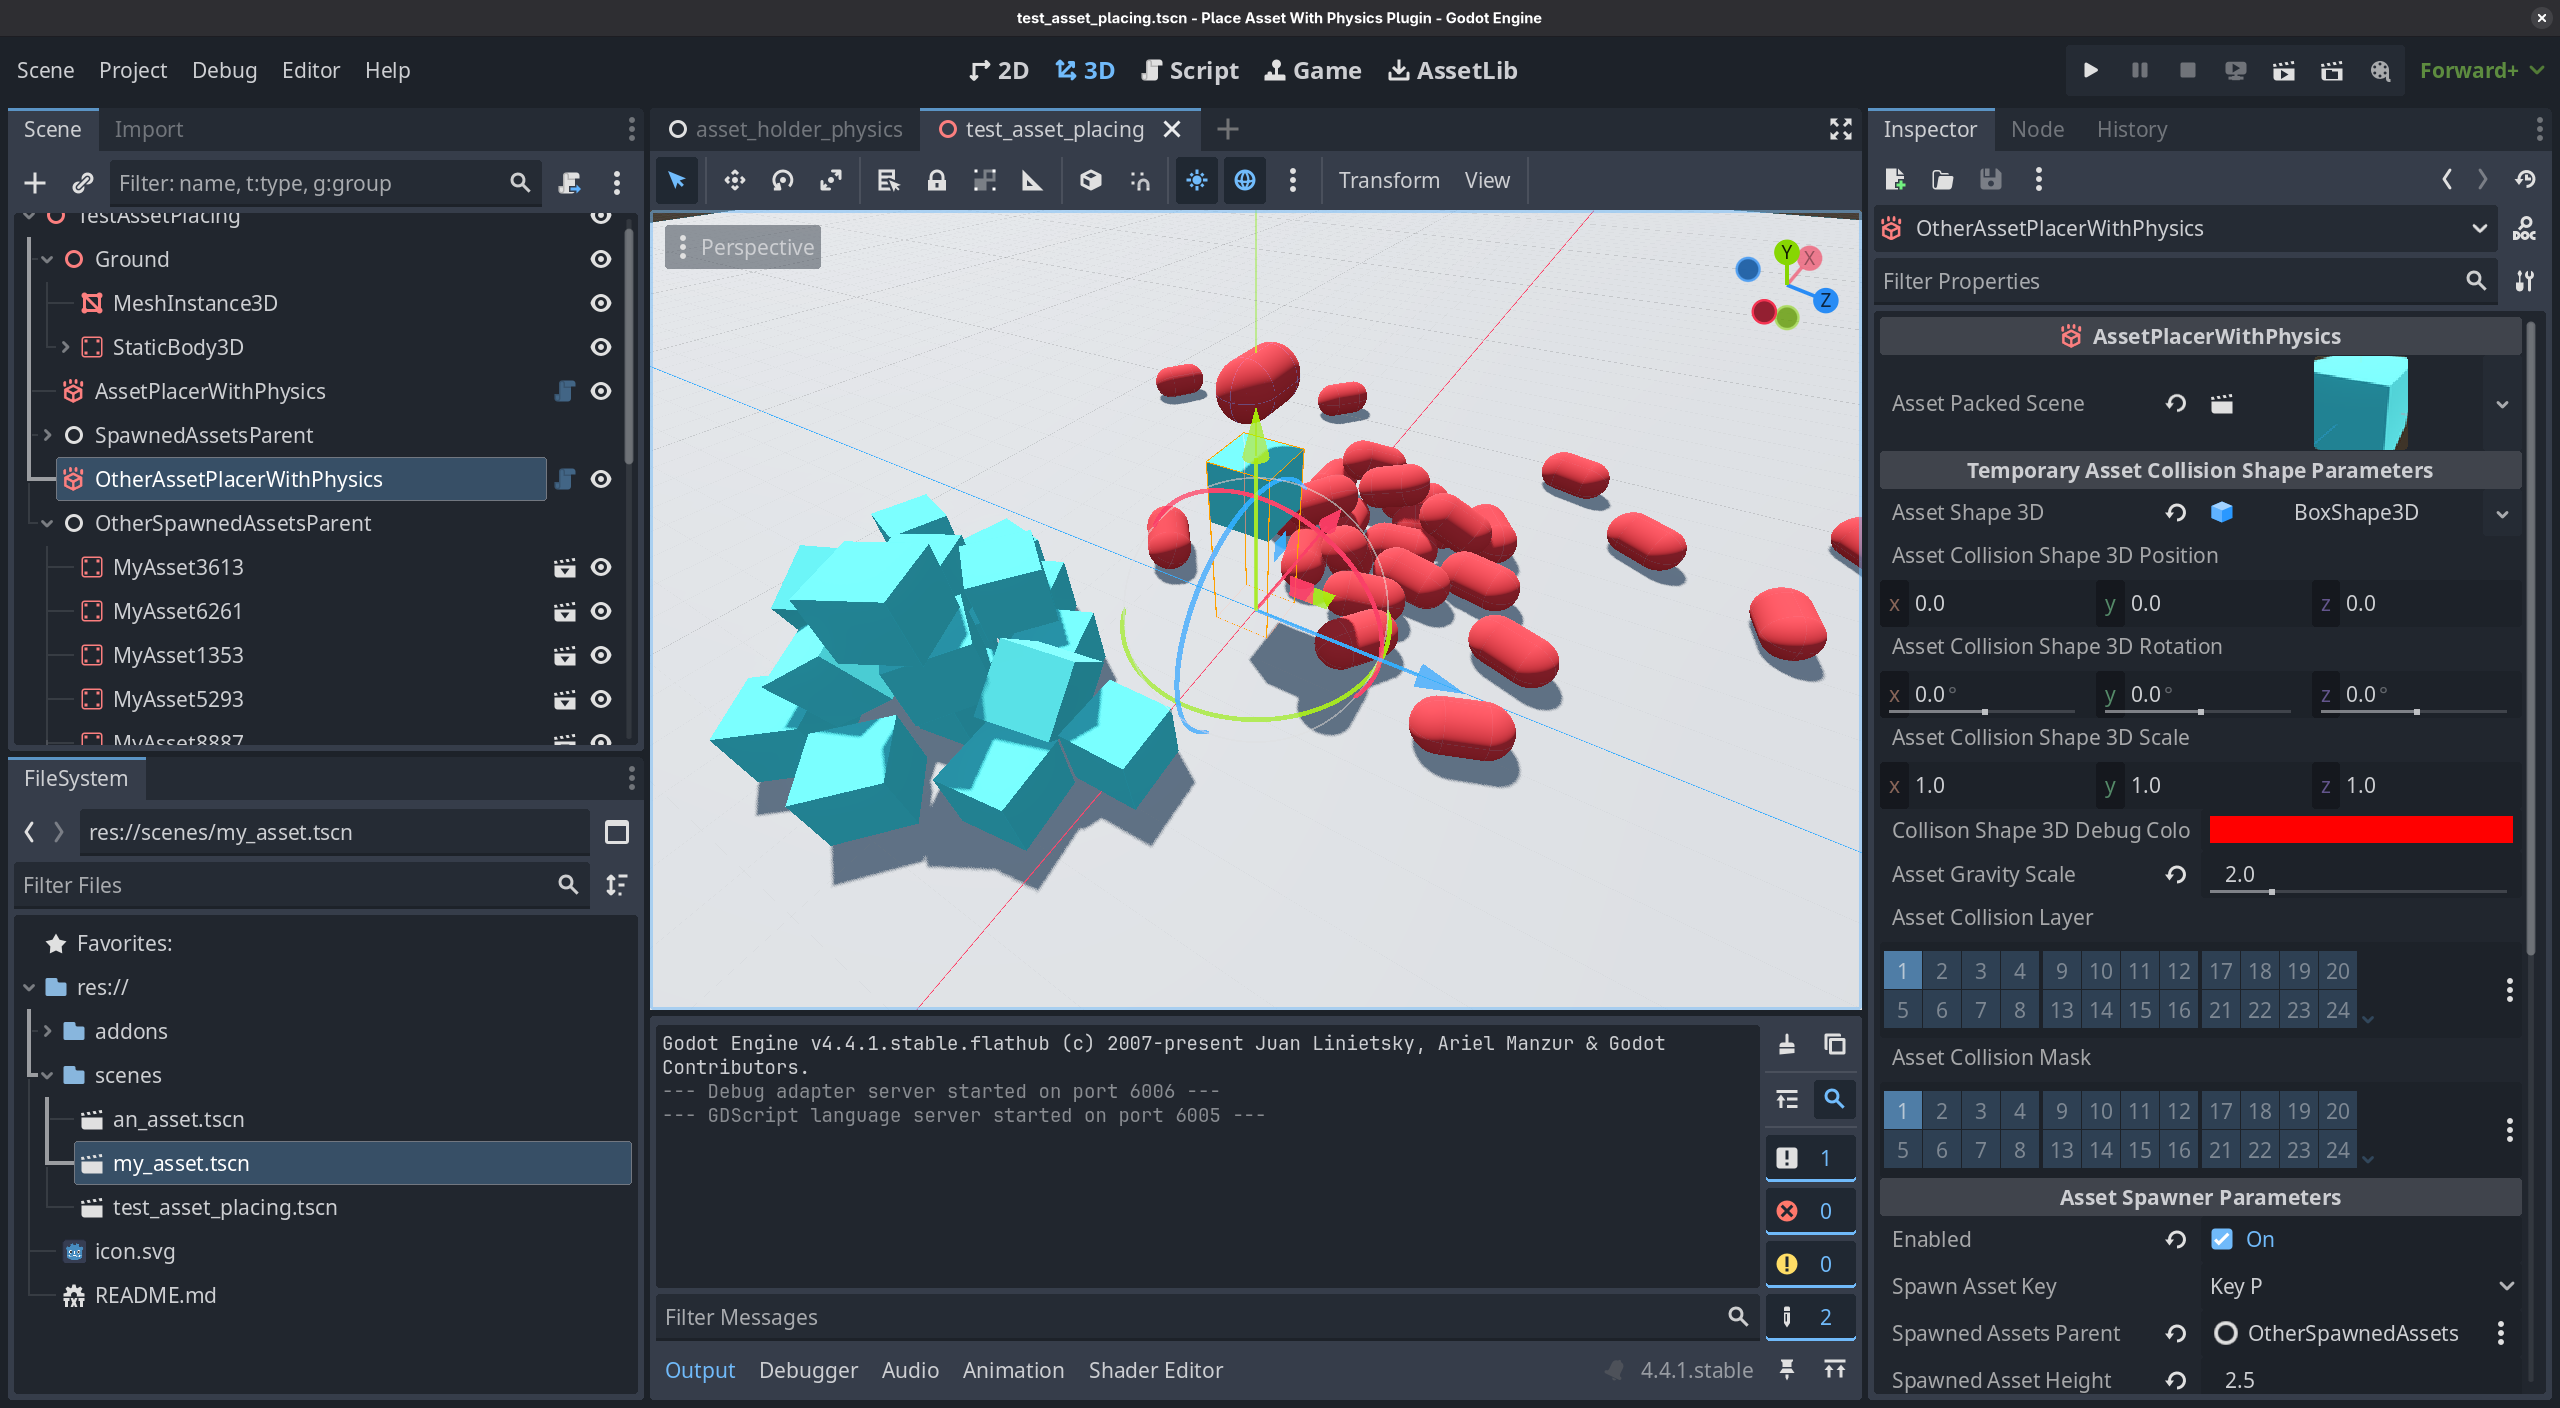 test_asset_placing.tscn - Place Asset With Physics Plugin - Godot Engine
Scene Project Debug Editor Help
2D 3D Script Game AssetLib
Forward+
Scene Import
Filter: name, t:type, g:group
TestAssetPlacing
Ground
MeshInstance3D
StaticBody3D
AssetPlacerWithPhysics
SpawnedAssetsParent
OtherAssetPlacerWithPhysics
OtherSpawnedAssetsParent
MyAsset3613
MyAsset6261
MyAsset1353
MyAsset5293
MyAsset8887
FileSystem
res://scenes/my_asset.tscn
Filter Files
Favorites:
res://
addons
scenes
an_asset.tscn
my_asset.tscn
test_asset_placing.tscn
icon.svg
README.md
asset_holder_physics test_asset_placing
Transform View
Perspective
Y X
Z
Godot Engine v4.4.1.stable.flathub (c) 2007-present Juan Linietsky, Ariel Manzur & Godot
Contributors.
--- Debug adapter server started on port 6006 ---
--- GDScript language server started on port 6005 ---
1
0
0
2
Filter Messages
Output Debugger Audio Animation Shader Editor 4.4.1.stable
Inspector Node History
OtherAssetPlacerWithPhysics
DOC
Filter Properties
AssetPlacerWithPhysics
Asset Packed Scene
Temporary Asset Collision Shape Parameters
Asset Shape 3D BoxShape3D
Asset Collision Shape 3D Position
x 0.0 y 0.0 z 0.0
Asset Collision Shape 3D Rotation
x 0.0° y 0.0° z 0.0°
Asset Collision Shape 3D Scale
x 1.0 y 1.0 z 1.0
Collison Shape 3D Debug Colo
Asset Gravity Scale 2.0
Asset Collision Layer
1 2 3 4 9 10 11 12 17 18 19 20
5 6 7 8 13 14 15 16 21 22 23 24
Asset Collision Mask
1 2 3 4 9 10 11 12 17 18 19 20
5 6 7 8 13 14 15 16 21 22 23 24
Asset Spawner Parameters
Enabled On
Spawn Asset Key Key P
Spawned Assets Parent OtherSpawnedAssets
Spawned Asset Height 2.5